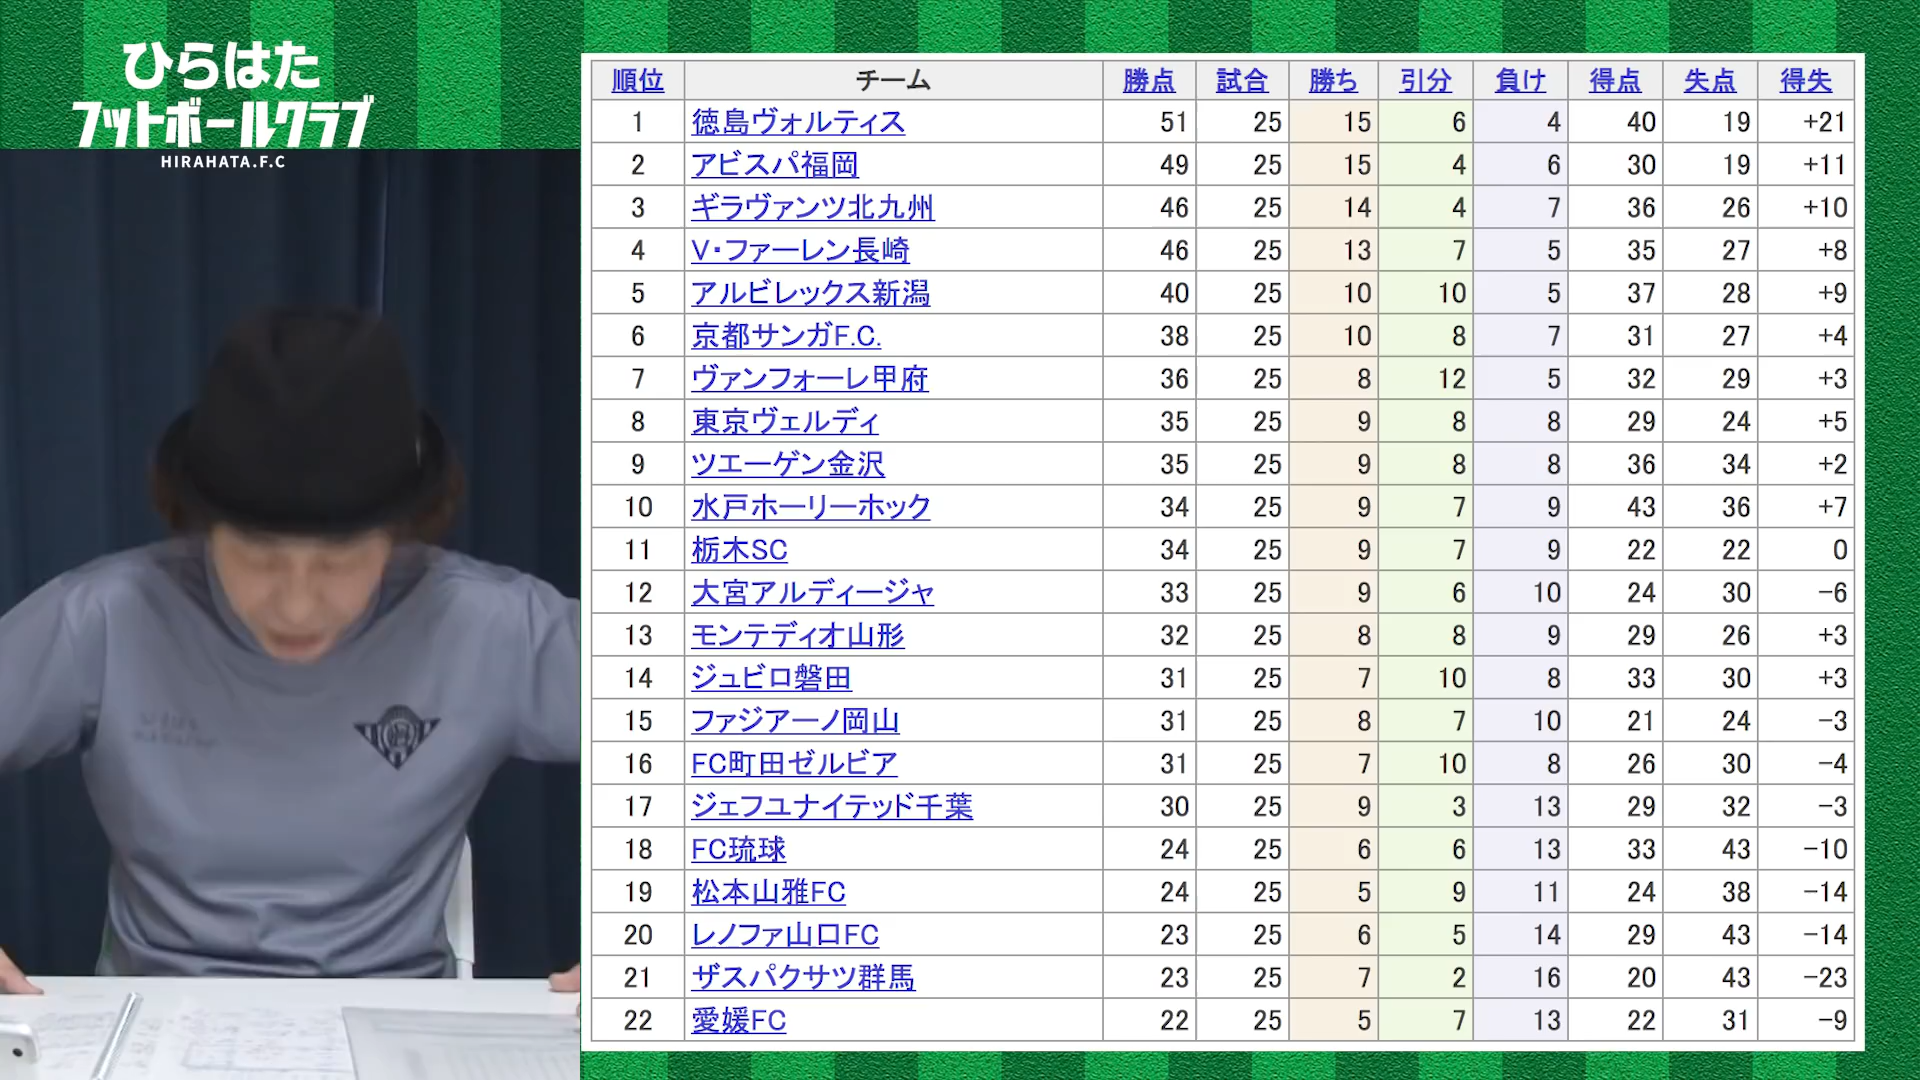 ひらはた
フットボールクラブ
HIRAHATA.F.C
順位 チーム 勝点 試合 勝ち 引分 負け 得点 失点 得失
1 徳島ヴォルティス 51 25 15 6 4 40 19 +21
2 アビスパ福岡 49 25 15 4 6 30 19 +11
3 ギラヴァンツ北九州 46 25 14 4 7 36 26 +10
4 V・ファーレン長崎 46 25 13 7 5 35 27 +8
5 アルビレックス新潟 40 25 10 10 5 37 28 +9
6 京都サンガF.C. 38 25 10 8 7 31 27 +4
7 ヴァンフォーレ甲府 36 25 8 12 5 32 29 +3
8 東京ヴェルディ 35 25 9 8 8 29 24 +5
9 ツエーゲン金沢 35 25 9 8 8 36 34 +2
10 水戸ホーリーホック 34 25 9 7 9 43 36 +7
11 栃木SC 34 25 9 7 9 22 22 0
12 大宮アルディージャ 33 25 9 6 10 24 30 −6
13 モンテディオ山形 32 25 8 8 9 29 26 +3
14 ジュビロ磐田 31 25 7 10 8 33 30 +3
15 ファジアーノ岡山 31 25 8 7 10 21 24 −3
16 FC町田ゼルビア 31 25 7 10 8 26 30 −4
17 ジェフユナイテッド千葉 30 25 9 3 13 29 32 −3
18 FC琉球 24 25 6 6 13 33 43 −10
19 松本山雅FC 24 25 5 9 11 24 38 −14
20 レノファ山口FC 23 25 6 5 14 29 43 −14
21 ザスパクサツ群馬 23 25 7 2 16 20 43 −23
22 愛媛FC 22 25 5 7 13 22 31 −9